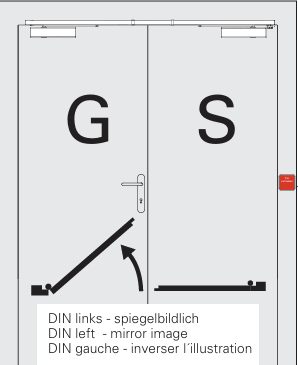 G S
DIN links - spiegelbildlich
DIN left - mirror image
DIN gauche - inverser l´illustration